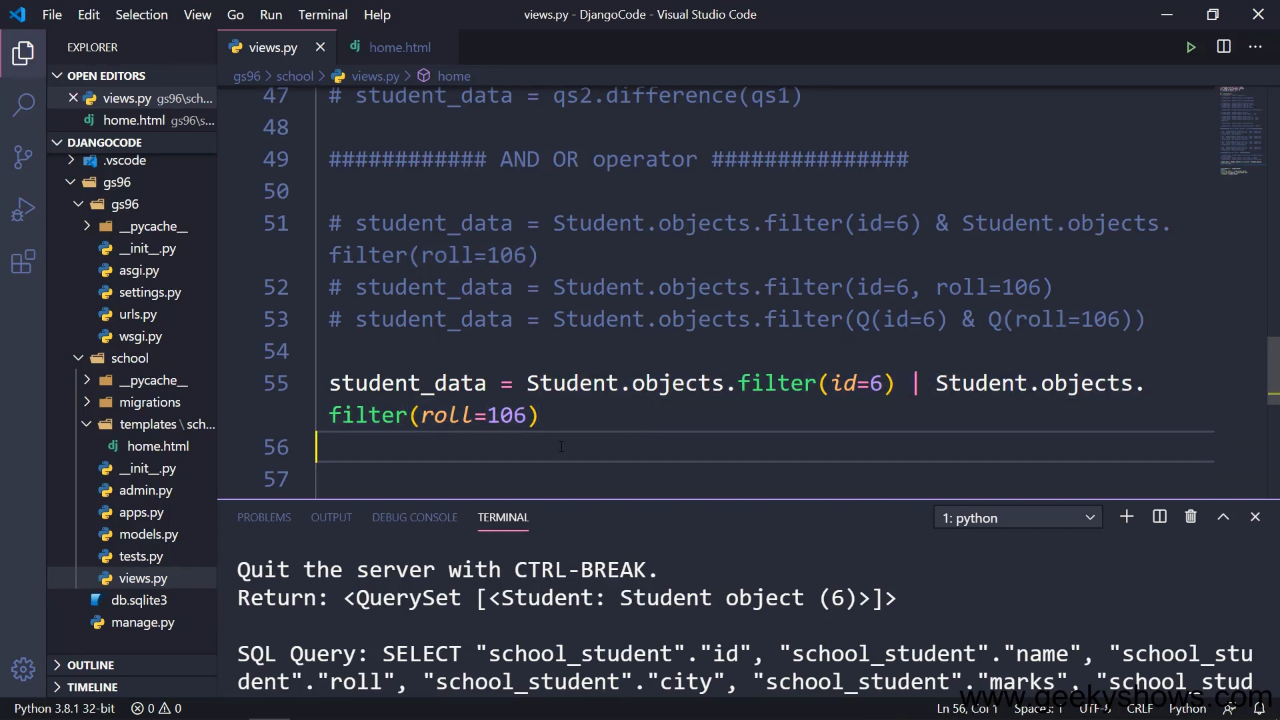 File Edit Selection View Go Run Terminal Help views.py - DjangoCode - Visual Studio Code
EXPLORER
OPEN EDITORS
views.py gs96\sc...
home.html gs96\s...
DJANGOCODE
.vscode
gs96
gs96
__pycache__
__init__.py
asgi.py
settings.py
urls.py
wsgi.py
school
__pycache__
migrations
templates \ sc...
home.html
__init__.py
admin.py
apps.py
models.py
tests.py
views.py
db.sqlite3
manage.py
OUTLINE
TIMELINE
views.py home.html
gs96 school views.py home
47 # student_data = qs2.difference(qs1)
48
49 ############ AND OR operator ###############
50
51 # student_data = Student.objects.filter(id=6) & Student.objects.
filter(roll=106)
52 # student_data = Student.objects.filter(id=6, roll=106)
53 # student_data = Student.objects.filter(Q(id=6) & Q(roll=106))
54
55 student_data = Student.objects.filter(id=6) | Student.objects.
filter(roll=106)
56
57
PROBLEMS OUTPUT DEBUG CONSOLE TERMINAL 1: python
Quit the server with CTRL-BREAK.
Return: <QuerySet [<Student: Student object (6)>]>
SQL Query: SELECT "school_student"."id", "school_student"."name", "school_stu
dent"."roll", "school_student"."city", "school_student"."marks", "school_stud
www.geekyshows.com
Python 3.8.1 32-bit 0 0 Ln 56, Col 1 Spaces: 1 UTF-8 CRLF Python